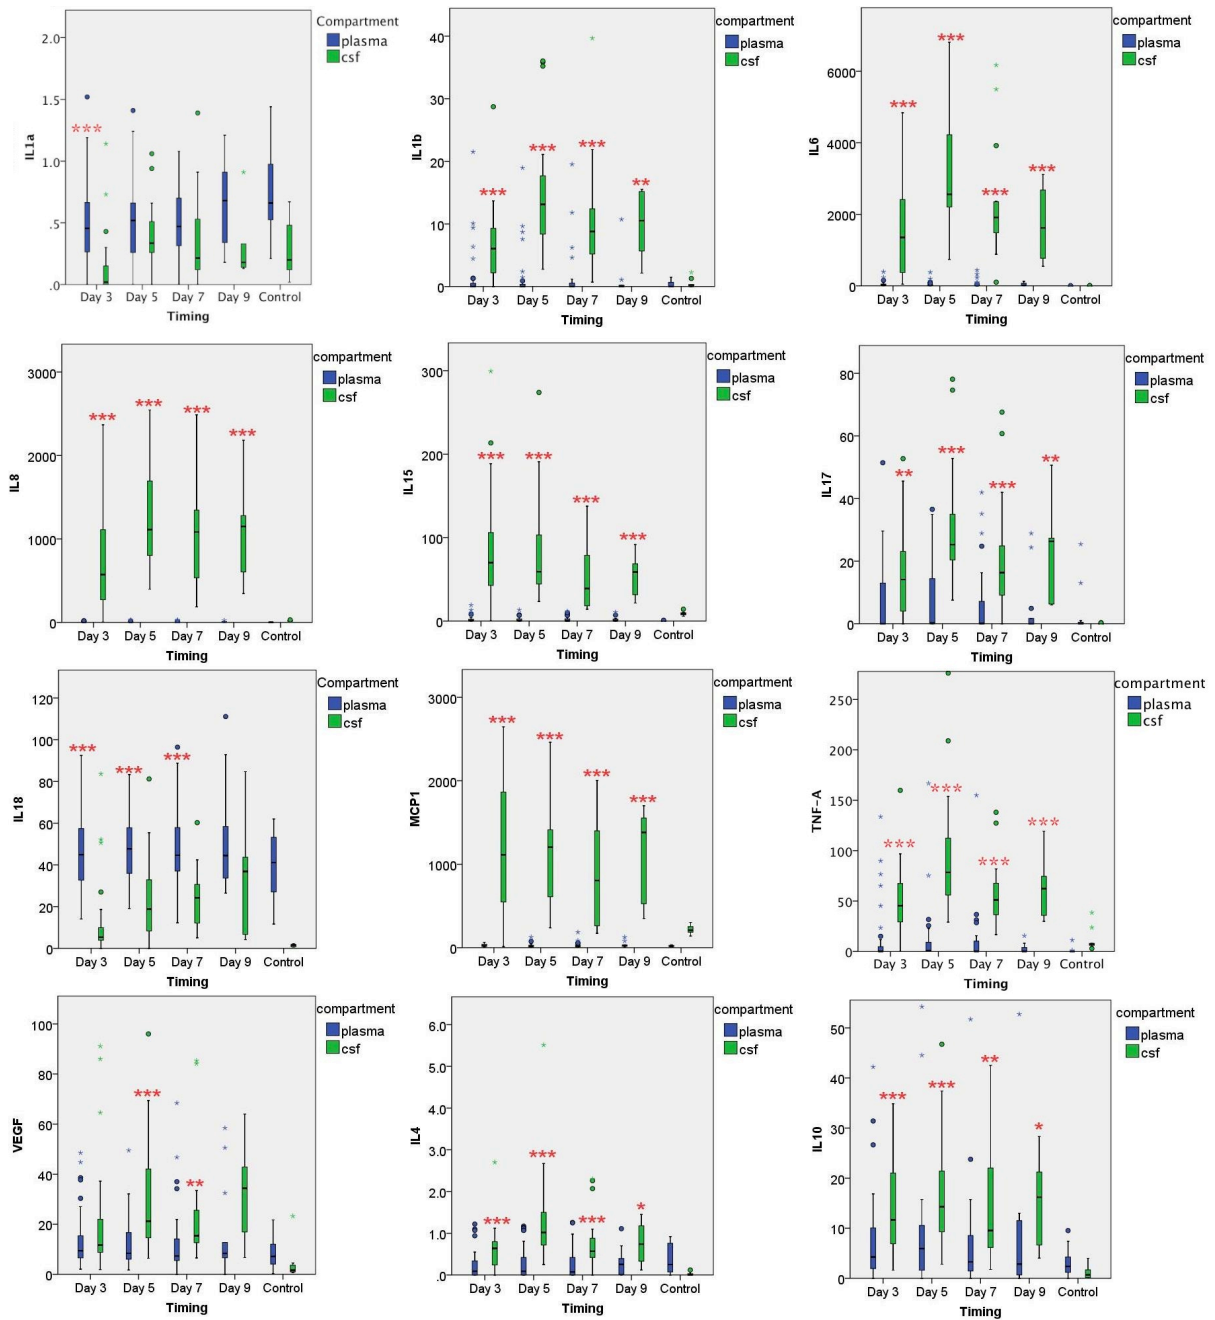 Compartment
plasma
csf
IL1a
2.0
1.5
1.0
.5
.0
***
Day 3 Day 5 Day 7 Day 9 Control
Timing
compartment
plasma
csf
IL1b
40
30
20
10
0
*** *** *** **
Day 3 Day 5 Day 7 Day 9 Control
Timing
compartment
plasma
csf
IL6
6000
4000
2000
0
*** *** *** ***
Day 3 Day 5 Day 7 Day 9 Control
Timing
compartment
plasma
csf
IL8
3000
2000
1000
0
*** *** *** ***
Day 3 Day 5 Day 7 Day 9 Control
Timing
compartment
plasma
csf
IL15
300
200
100
0
*** *** *** ***
Day 3 Day 5 Day 7 Day 9 Control
Timing
compartment
plasma
csf
IL17
80
60
40
20
0
** *** *** **
Day 3 Day 5 Day 7 Day 9 Control
Timing
Compartment
plasma
csf
IL18
120
100
80
60
40
20
0
*** *** ***
Day 3 Day 5 Day 7 Day 9 Control
Timing
compartment
plasma
csf
MCP1
3000
2000
1000
0
*** *** *** ***
Day 3 Day 5 Day 7 Day 9 Control
Timing
compartment
plasma
csf
TNF-A
250
200
150
100
50
0
*** *** *** ***
Day 3 Day 5 Day 7 Day 9 Control
Timing
compartment
plasma
csf
VEGF
100
80
60
40
20
0
*** **
Day 3 Day 5 Day 7 Day 9 Control
Timing
compartment
plasma
csf
IL4
6.0
5.0
4.0
3.0
2.0
1.0
.0
*** *** *** *
Day 3 Day 5 Day 7 Day 9 Control
Timing
compartment
plasma
csf
IL10
50
40
30
20
10
0
*** *** ** *
Day 3 Day 5 Day 7 Day 9 Control
Timing